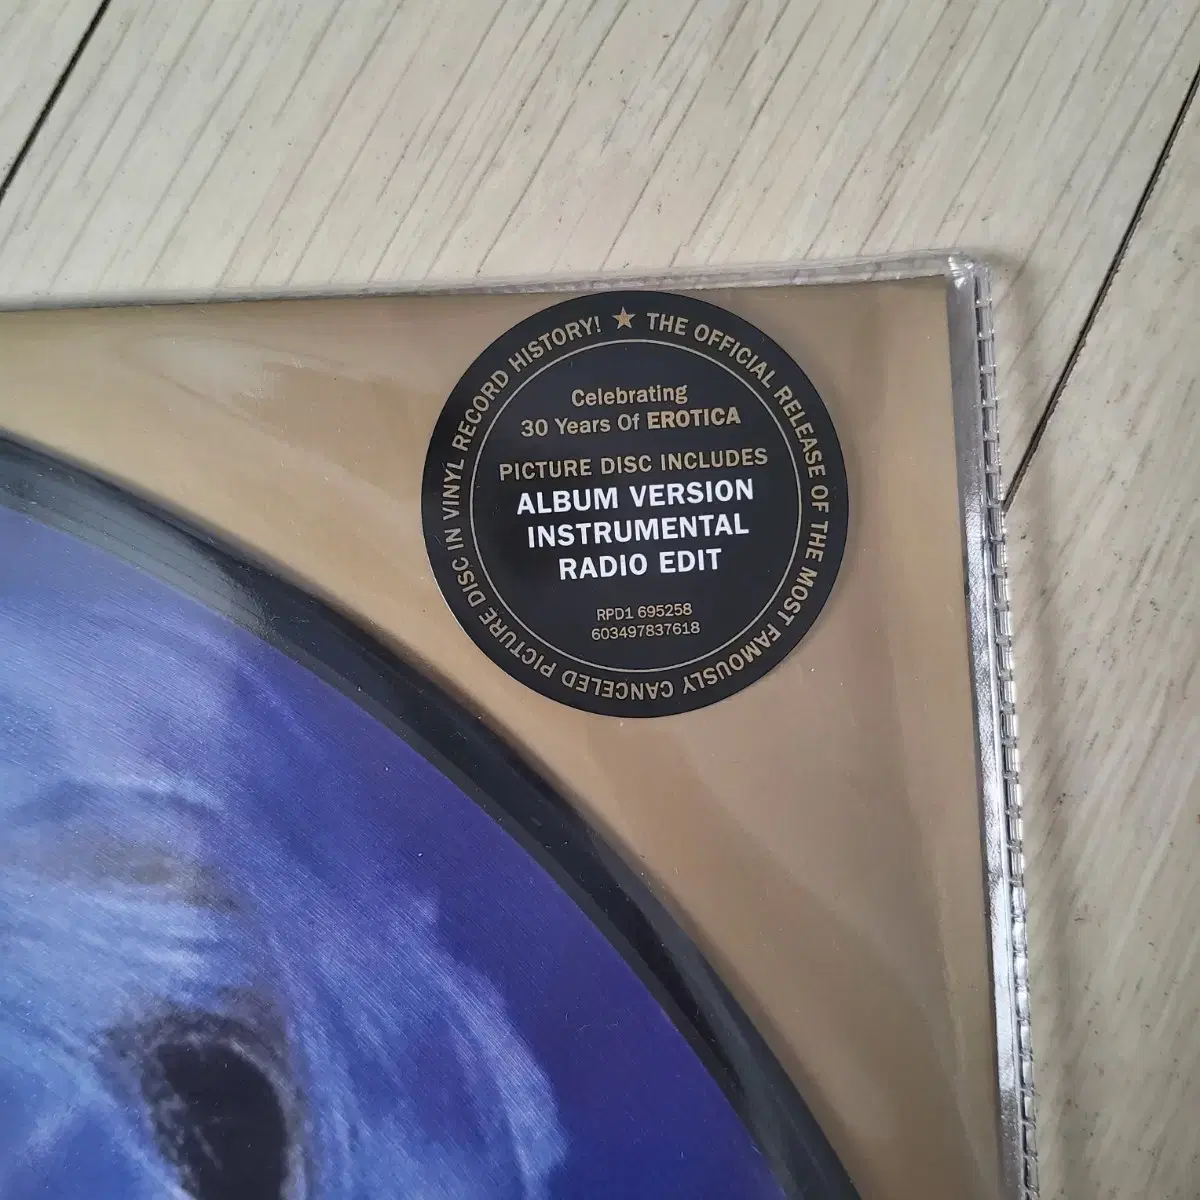 ★ THE OFFICIAL RELEASE OF THE MOST FAMOUSLY CANCELED PICTURE DISC IN VINYL RECORD HISTORY!
Celebrating
30 Years Of EROTICA
PICTURE DISC INCLUDES
ALBUM VERSION
INSTRUMENTAL
RADIO EDIT
RPD1 695258
603497837618